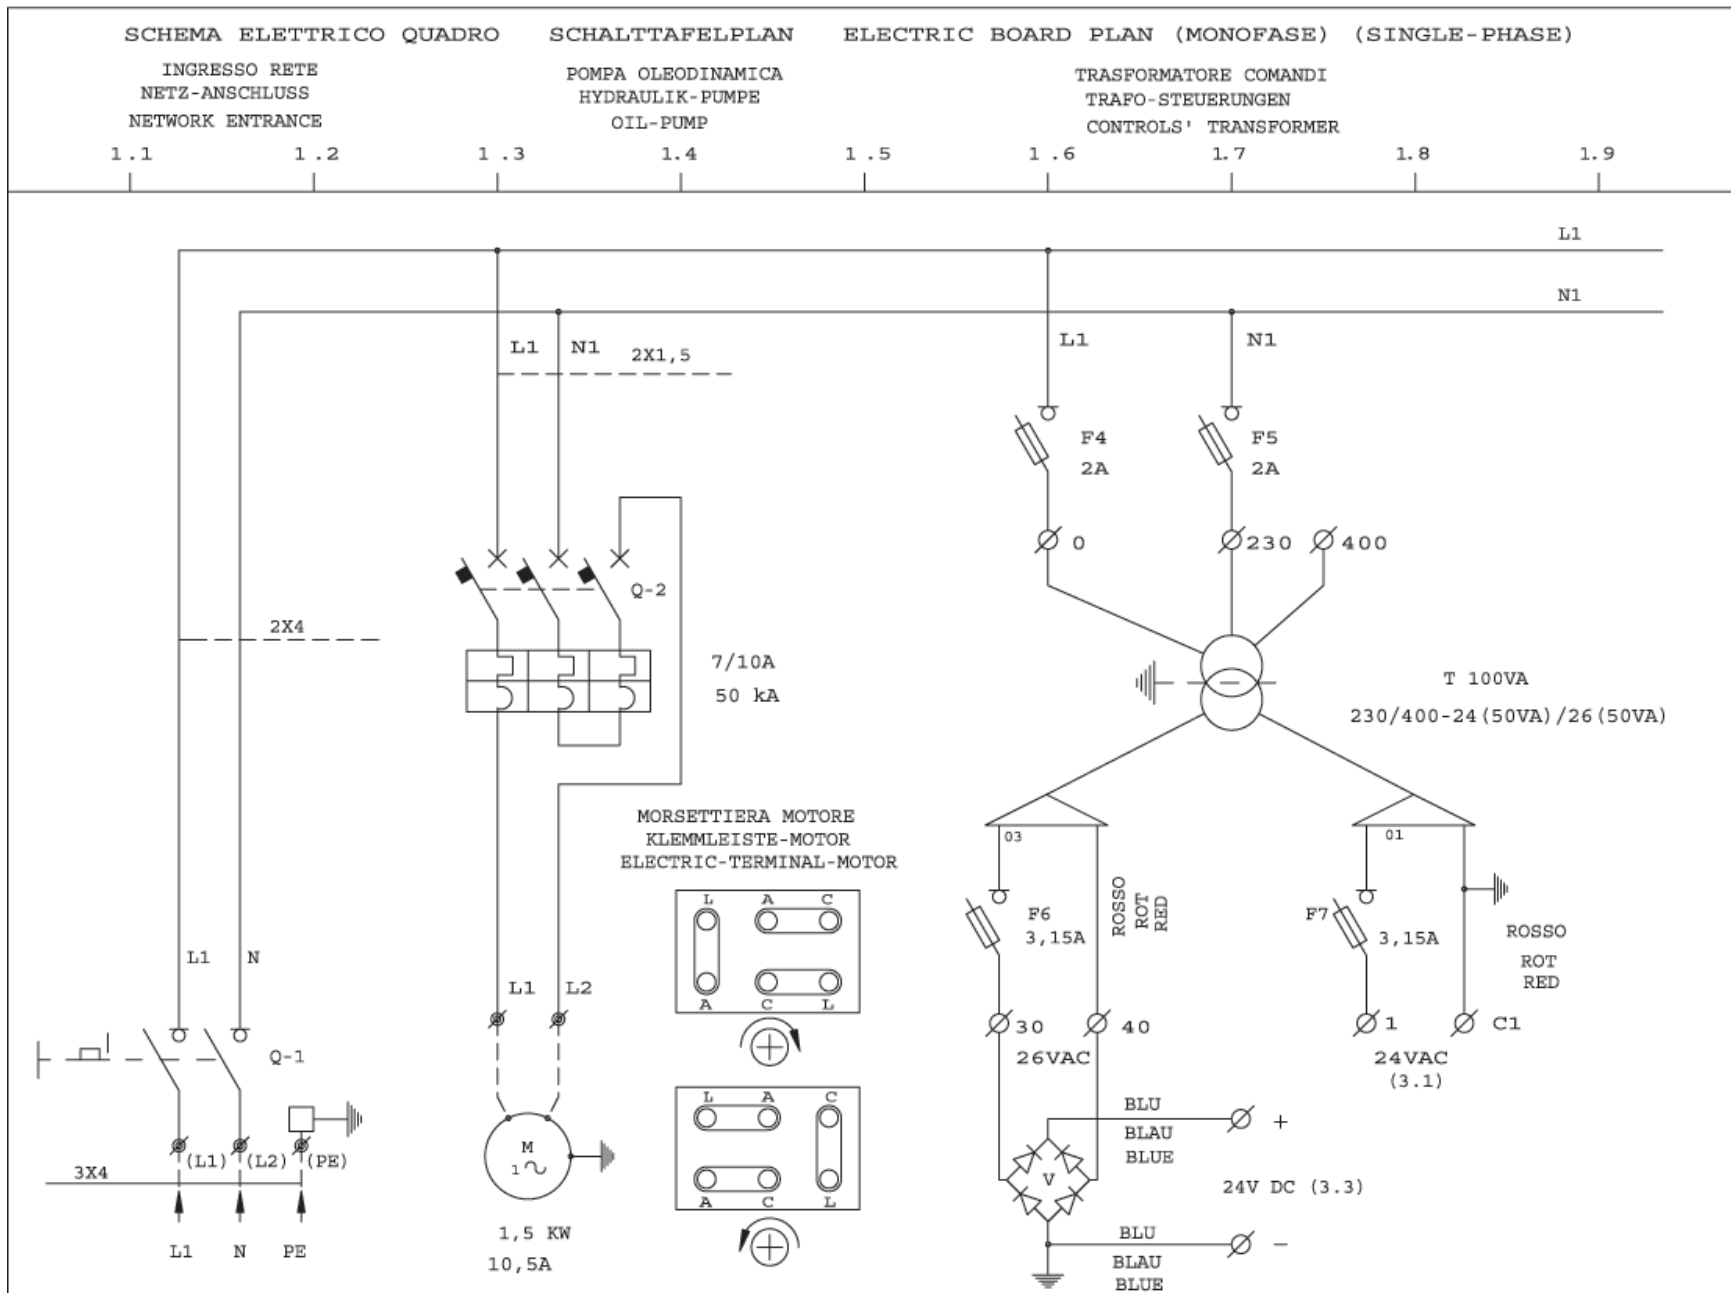 SCHEMA ELETTRICO QUADRO SCHALTTAFELPLAN ELECTRIC BOARD PLAN (MONOFASE) (SINGLE-PHASE)
INGRESSO RETE
NETZ-ANSCHLUSS
NETWORK ENTRANCE
POMPA OLEODINAMICA
HYDRAULIK-PUMPE
OIL-PUMP
TRASFORMATORE COMANDI
TRAFO-STEUERUNGEN
CONTROLS' TRANSFORMER
1.1 1.2 1.3 1.4 1.5 1.6 1.7 1.8 1.9
L1
N1
L1 N1 2X1,5
L1
N1
F4
2A
F5
2A
0
230
400
Q-2
2X4
7/10A
50 kA
T 100VA
230/400-24(50VA)/26(50VA)
MORSETTIERA MOTORE
KLEMMLEISTE-MOTOR
ELECTRIC-TERMINAL-MOTOR
L A C
A C L
L A C
A C L
03
F6
3,15A
ROSSO
ROT
RED
01
F7
3,15A
ROSSO
ROT
RED
30
40
26VAC
1
C1
24VAC
(3.1)
L1 N
Q-1
(L1) (L2) (PE)
3X4
L1 N PE
L1 L2
M
1
1,5 KW
10,5A
V
BLU
BLAU
BLUE
+
24V DC (3.3)
BLU
BLAU
BLUE
-